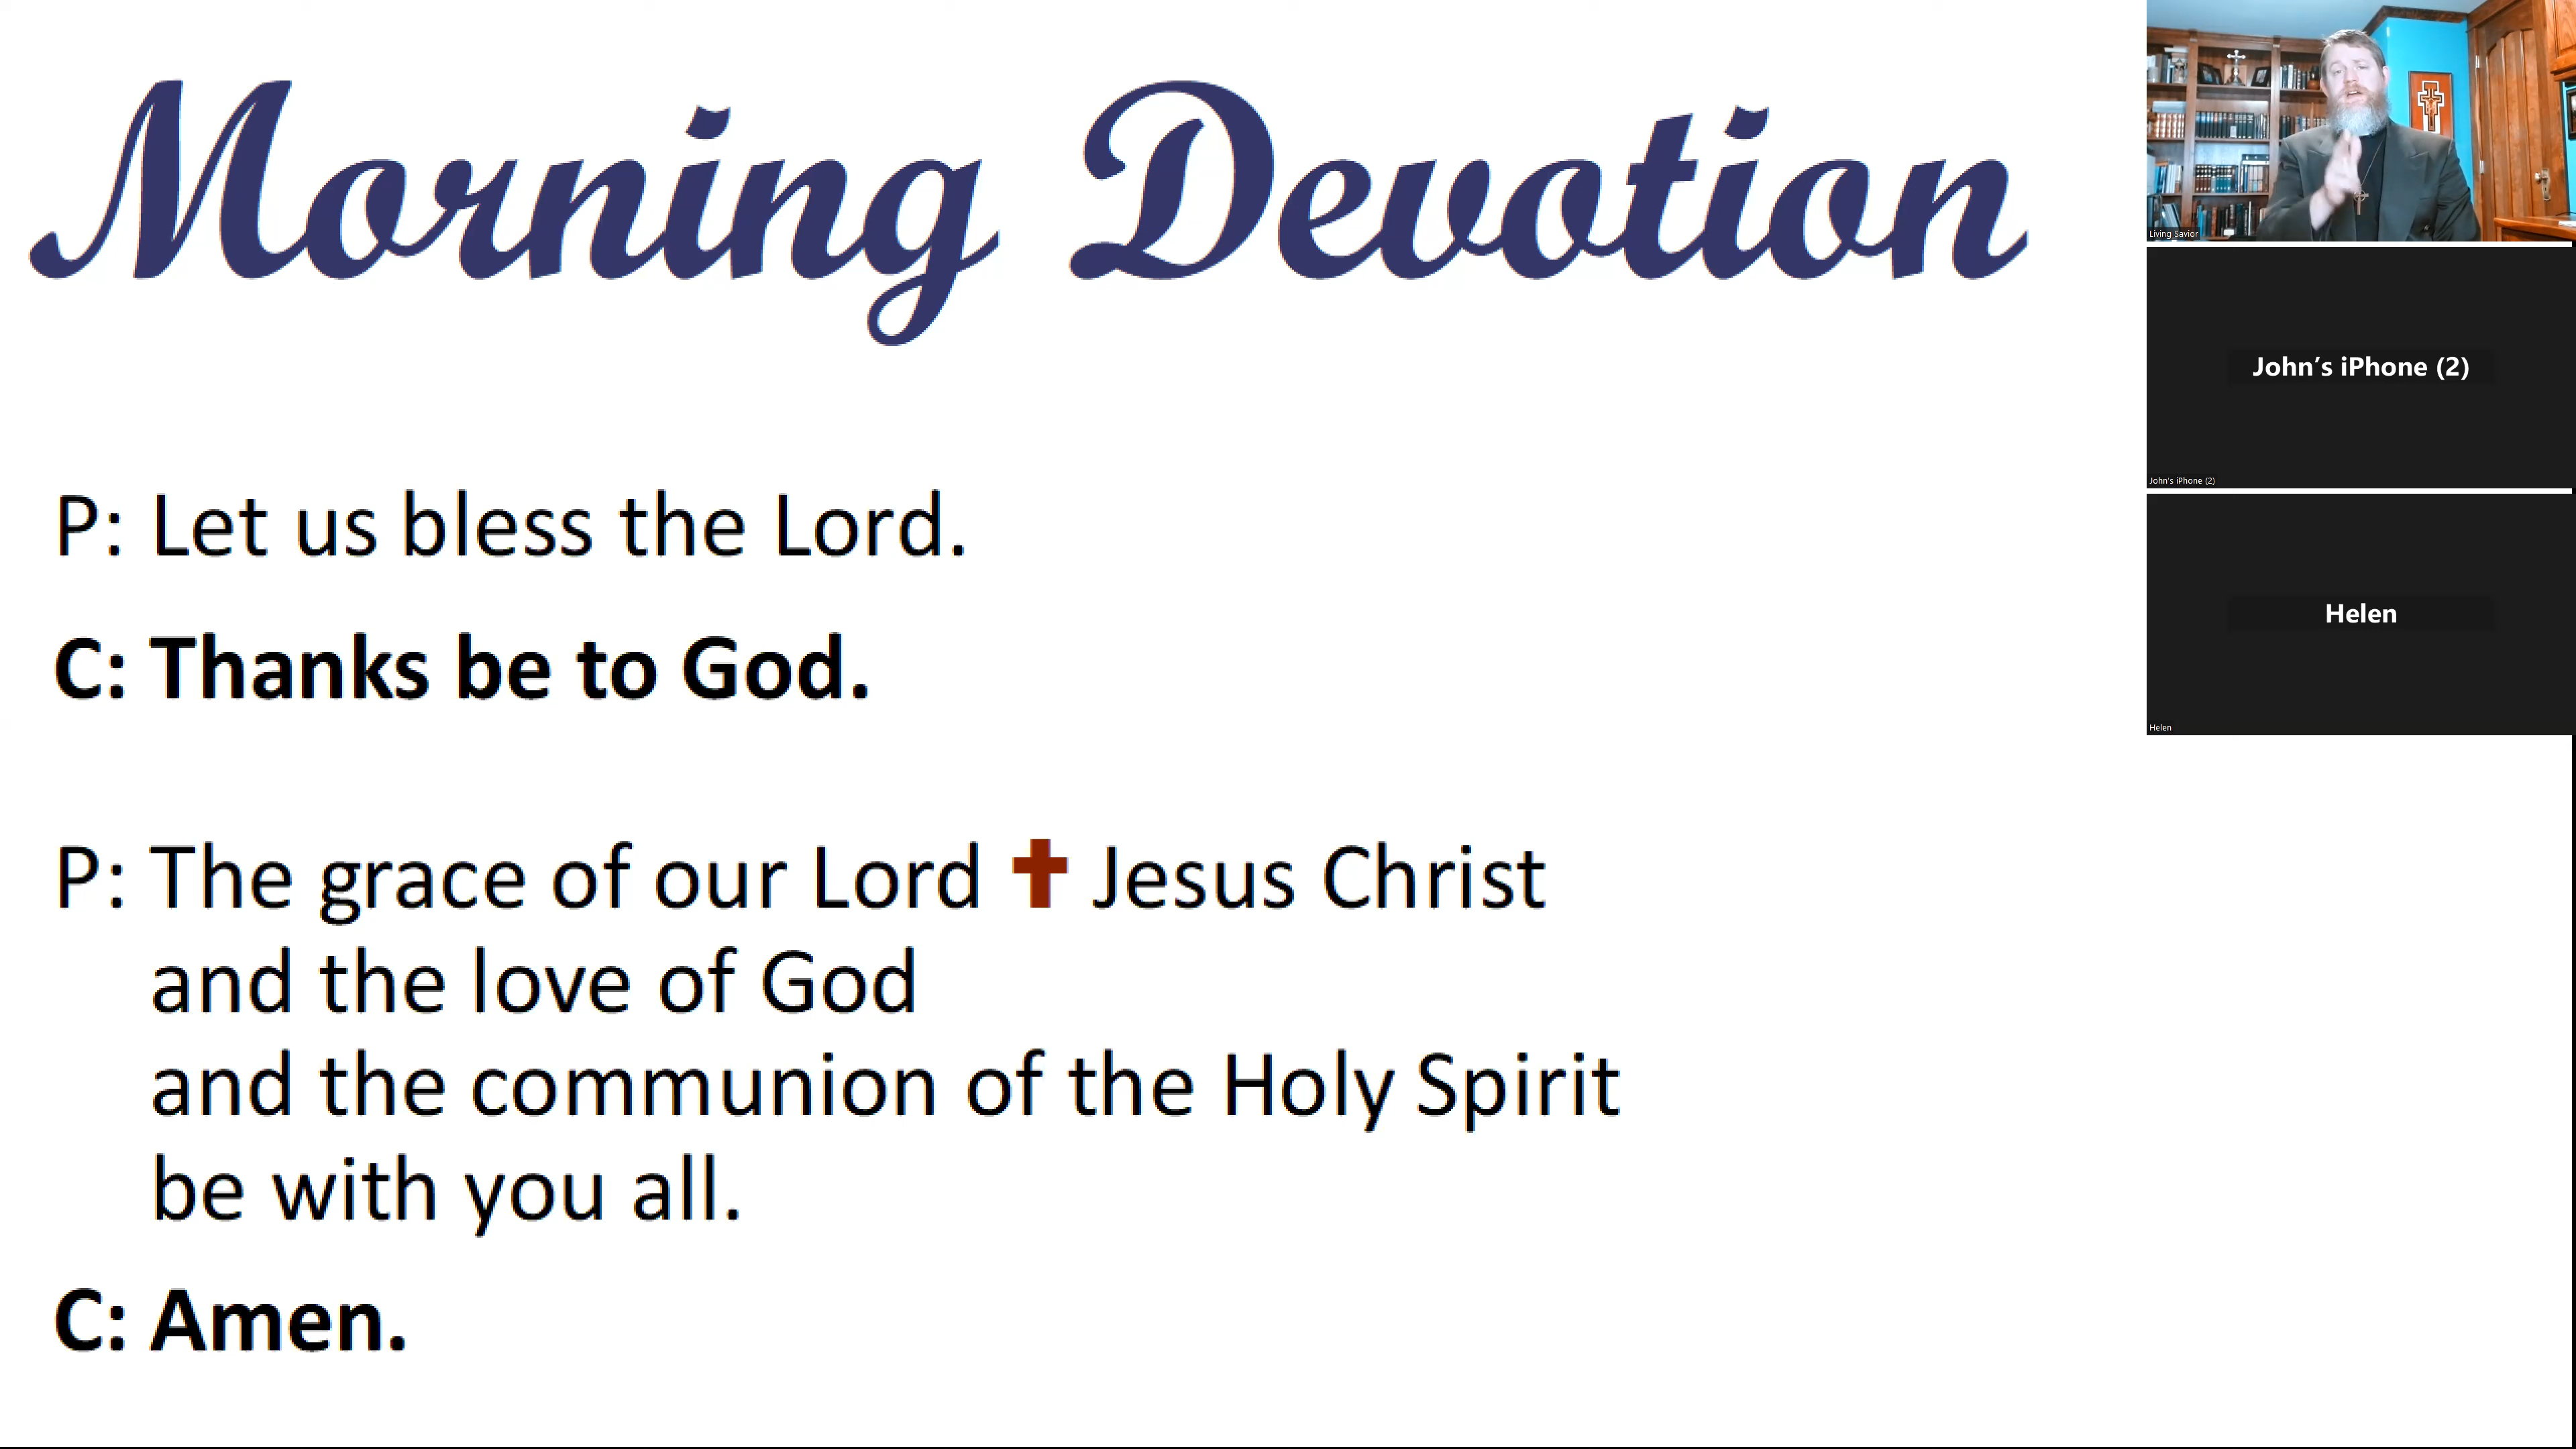 Morning Devotion
P: Let us bless the Lord.
C: Thanks be to God.
P: The grace of our Lord ✝ Jesus Christ
and the love of God
and the communion of the Holy Spirit
be with you all.
C: Amen.
Living Savior
John's iPhone (2)
John's iPhone (2)
Helen
Helen